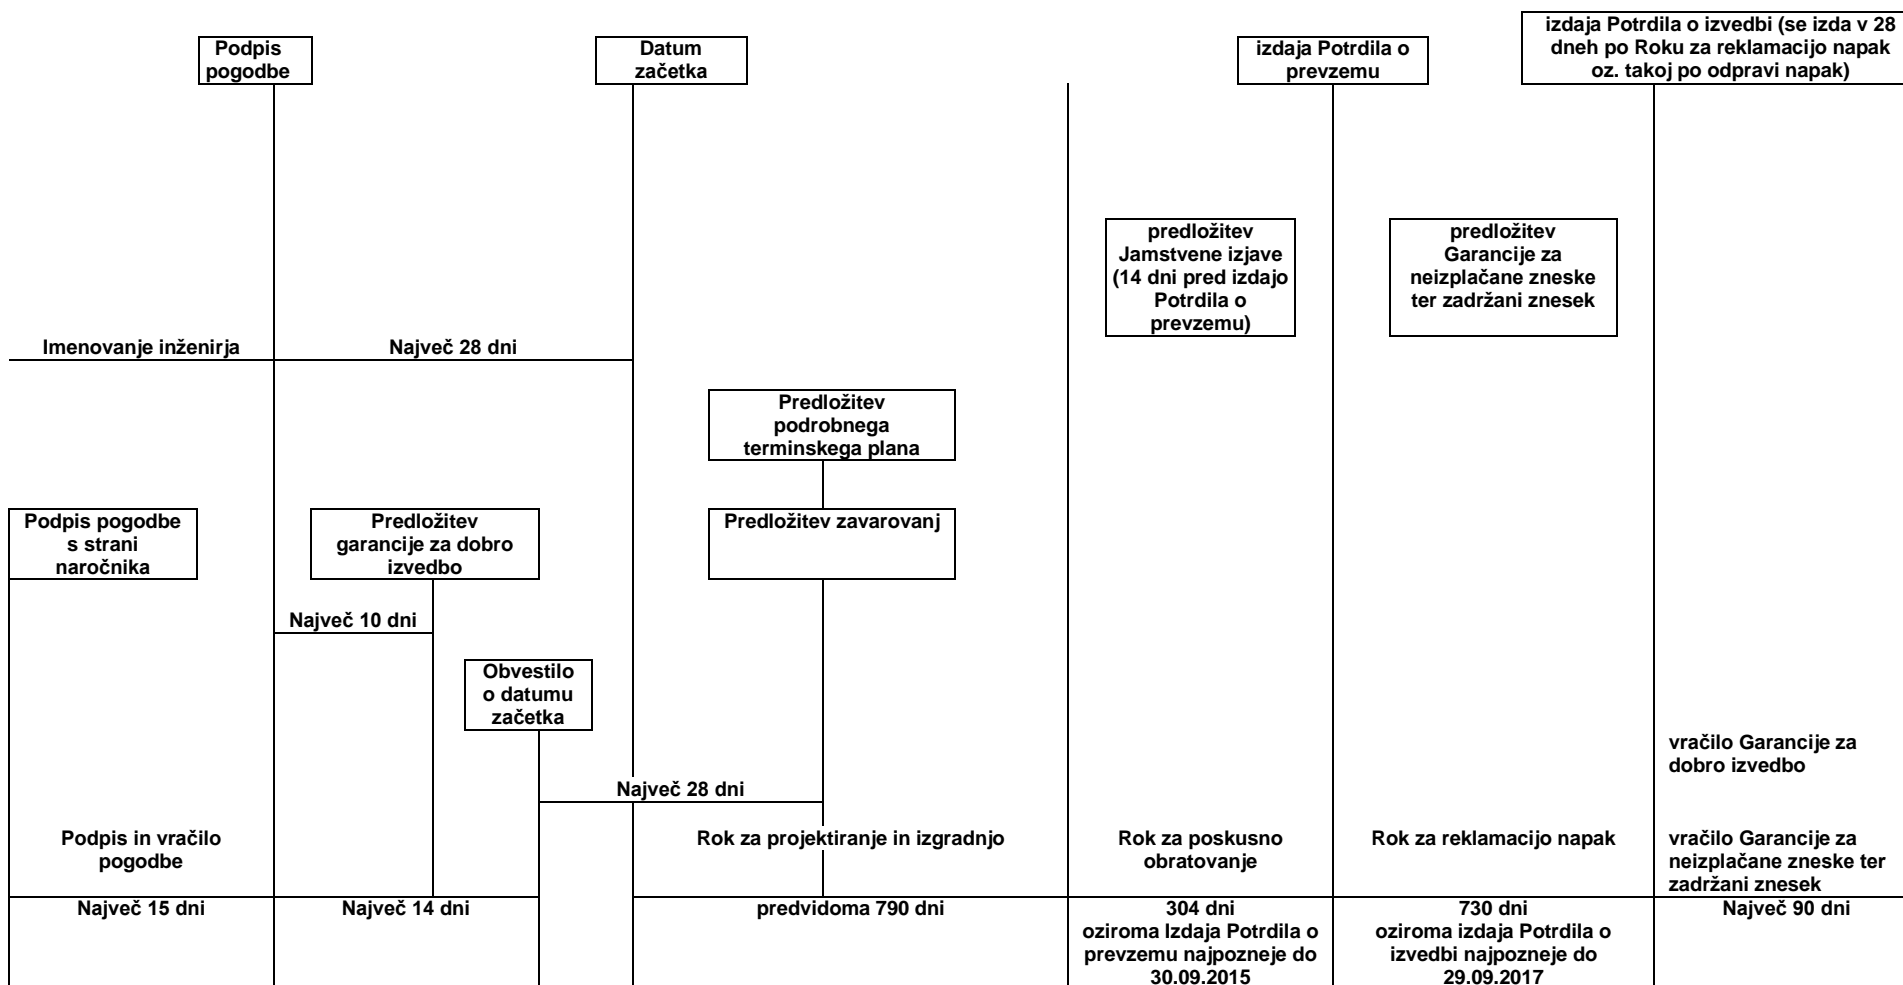 Podpis
pogodbe
Datum
začetka
izdaja Potrdila o
prevzemu
izdaja Potrdila o izvedbi (se izda v 28
dneh po Roku za reklamacijo napak
oz. takoj po odpravi napak)
predložitev
Jamstvene izjave
(14 dni pred izdajo
Potrdila o
prevzemu)
predložitev
Garancije za
neizplačane zneske
ter zadržani znesek
Imenovanje inženirja
Največ 28 dni
Predložitev
podrobnega
terminskega plana
Podpis pogodbe
s strani
naročnika
Predložitev
garancije za dobro
izvedbo
Predložitev zavarovanj
Največ 10 dni
Obvestilo
o datumu
začetka
vračilo Garancije za
dobro izvedbo
Največ 28 dni
Podpis in vračilo
pogodbe
Rok za projektiranje in izgradnjo
Rok za poskusno
obratovanje
Rok za reklamacijo napak
vračilo Garancije za
neizplačane zneske ter
zadržani znesek
Največ 15 dni
Največ 14 dni
predvidoma 790 dni
304 dni
oziroma Izdaja Potrdila o
prevzemu najpozneje do
30.09.2015
730 dni
oziroma izdaja Potrdila o
izvedbi najpozneje do
29.09.2017
Največ 90 dni